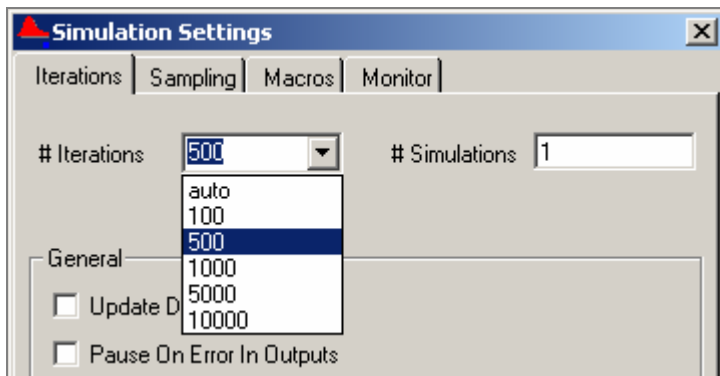 Simulation Settings
Iterations Sampling Macros Monitor
# Iterations 500 # Simulations 1
auto
100
500
1000
5000
10000
General
Update D
Pause On Error In Outputs